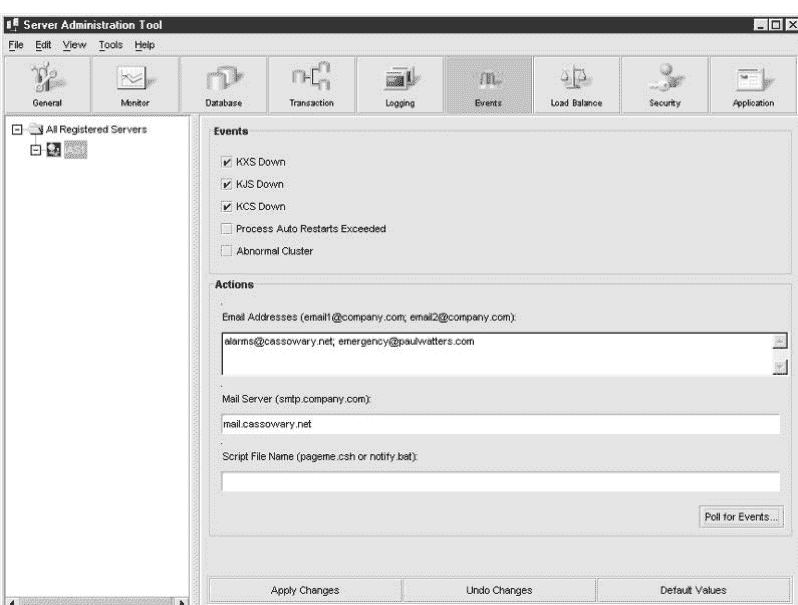 Server Administration Tool
File Edit View Tools Help
General Monitor Database Transaction Logging Events Load Balance Security Application
All Registered Servers
AS1
Events
KXS Down
KJS Down
KCS Down
Process Auto Restarts Exceeded
Abnormal Cluster
Actions
Email Addresses (email1@company.com; email2@company.com):
alarms@cassowary.net; emergency@paulwatters.com
Mail Server (smtp.company.com):
mail.cassowary.net
Script File Name (pageme.csh or notify.bat):
Poll for Events...
Apply Changes Undo Changes Default Values